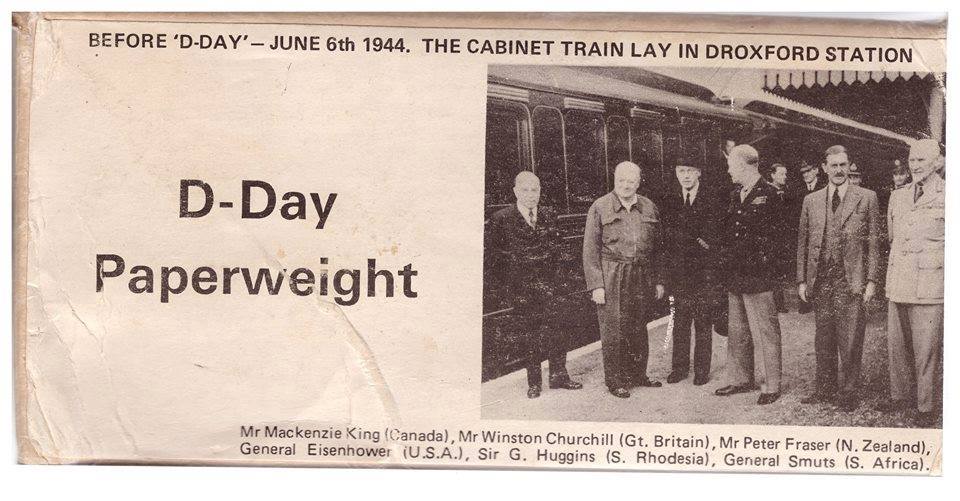 BEFORE 'D-DAY' – JUNE 6th 1944. THE CABINET TRAIN LAY IN DROXFORD STATION
D-Day
Paperweight
Mr Mackenzie King (Canada), Mr Winston Churchill (Gt. Britain), Mr Peter Fraser (N. Zealand),
General Eisenhower (U.S.A.), Sir G. Huggins (S. Rhodesia), General Smuts (S. Africa).